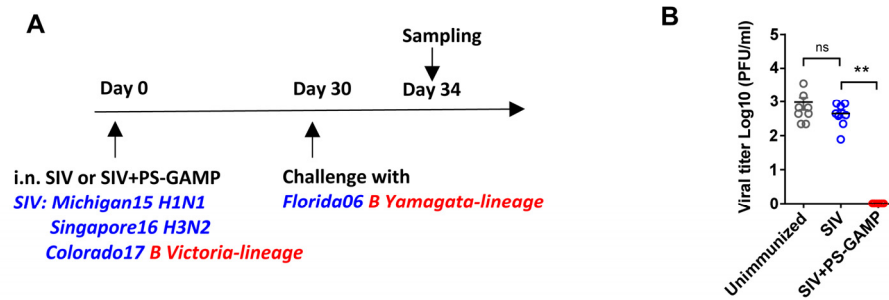 A
Sampling
Day 0
Day 30
Day 34
i.n. SIV or SIV+PS-GAMP
SIV: Michigan15 H1N1
Singapore16 H3N2
Colorado17 B Victoria-lineage
Challenge with
Florida06 B Yamagata-lineage
B
Viral titer Log10 (PFU/ml)
5
4
3
2
1
0
ns
**
Unimmunized
SIV
SIV+PS-GAMP